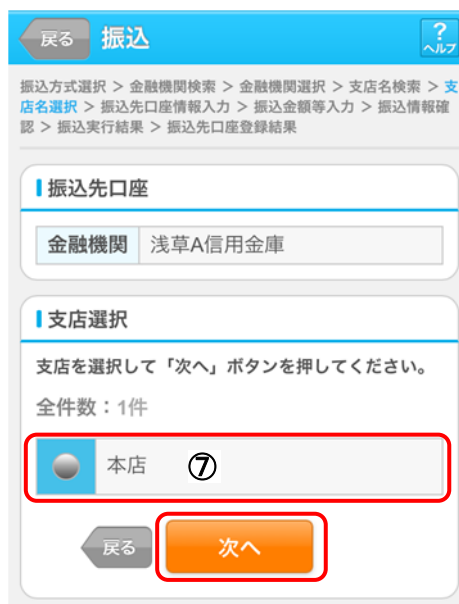 戻る 振込 ?
ヘルプ
振込方式選択 > 金融機関検索 > 金融機関選択 > 支店名検索 > 支
店名選択 > 振込先口座情報入力 > 振込金額等入力 > 振込情報確
認 > 振込実行結果 > 振込先口座登録結果
振込先口座
金融機関 浅草A信用金庫
支店選択
支店を選択して「次へ」ボタンを押してください。
全件数：1件
本店 ⑦
戻る 次へ